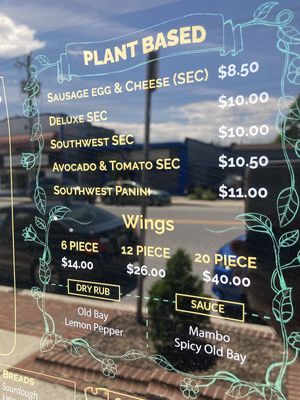 PLANT BASED
SAUSAGE EGG & CHEESE (SEC) $8.50
DELUXE SEC $10.00
SOUTHWEST SEC $10.00
AVOCADO & TOMATO SEC $10.50
SOUTHWEST PANINI $11.00
Wings
6 PIECE 12 PIECE 20 PIECE
$14.00 $26.00 $40.00
DRY RUB SAUCE
Old Bay Mambo
Lemon Pepper Spicy Old Bay
BREADS
Sourdough